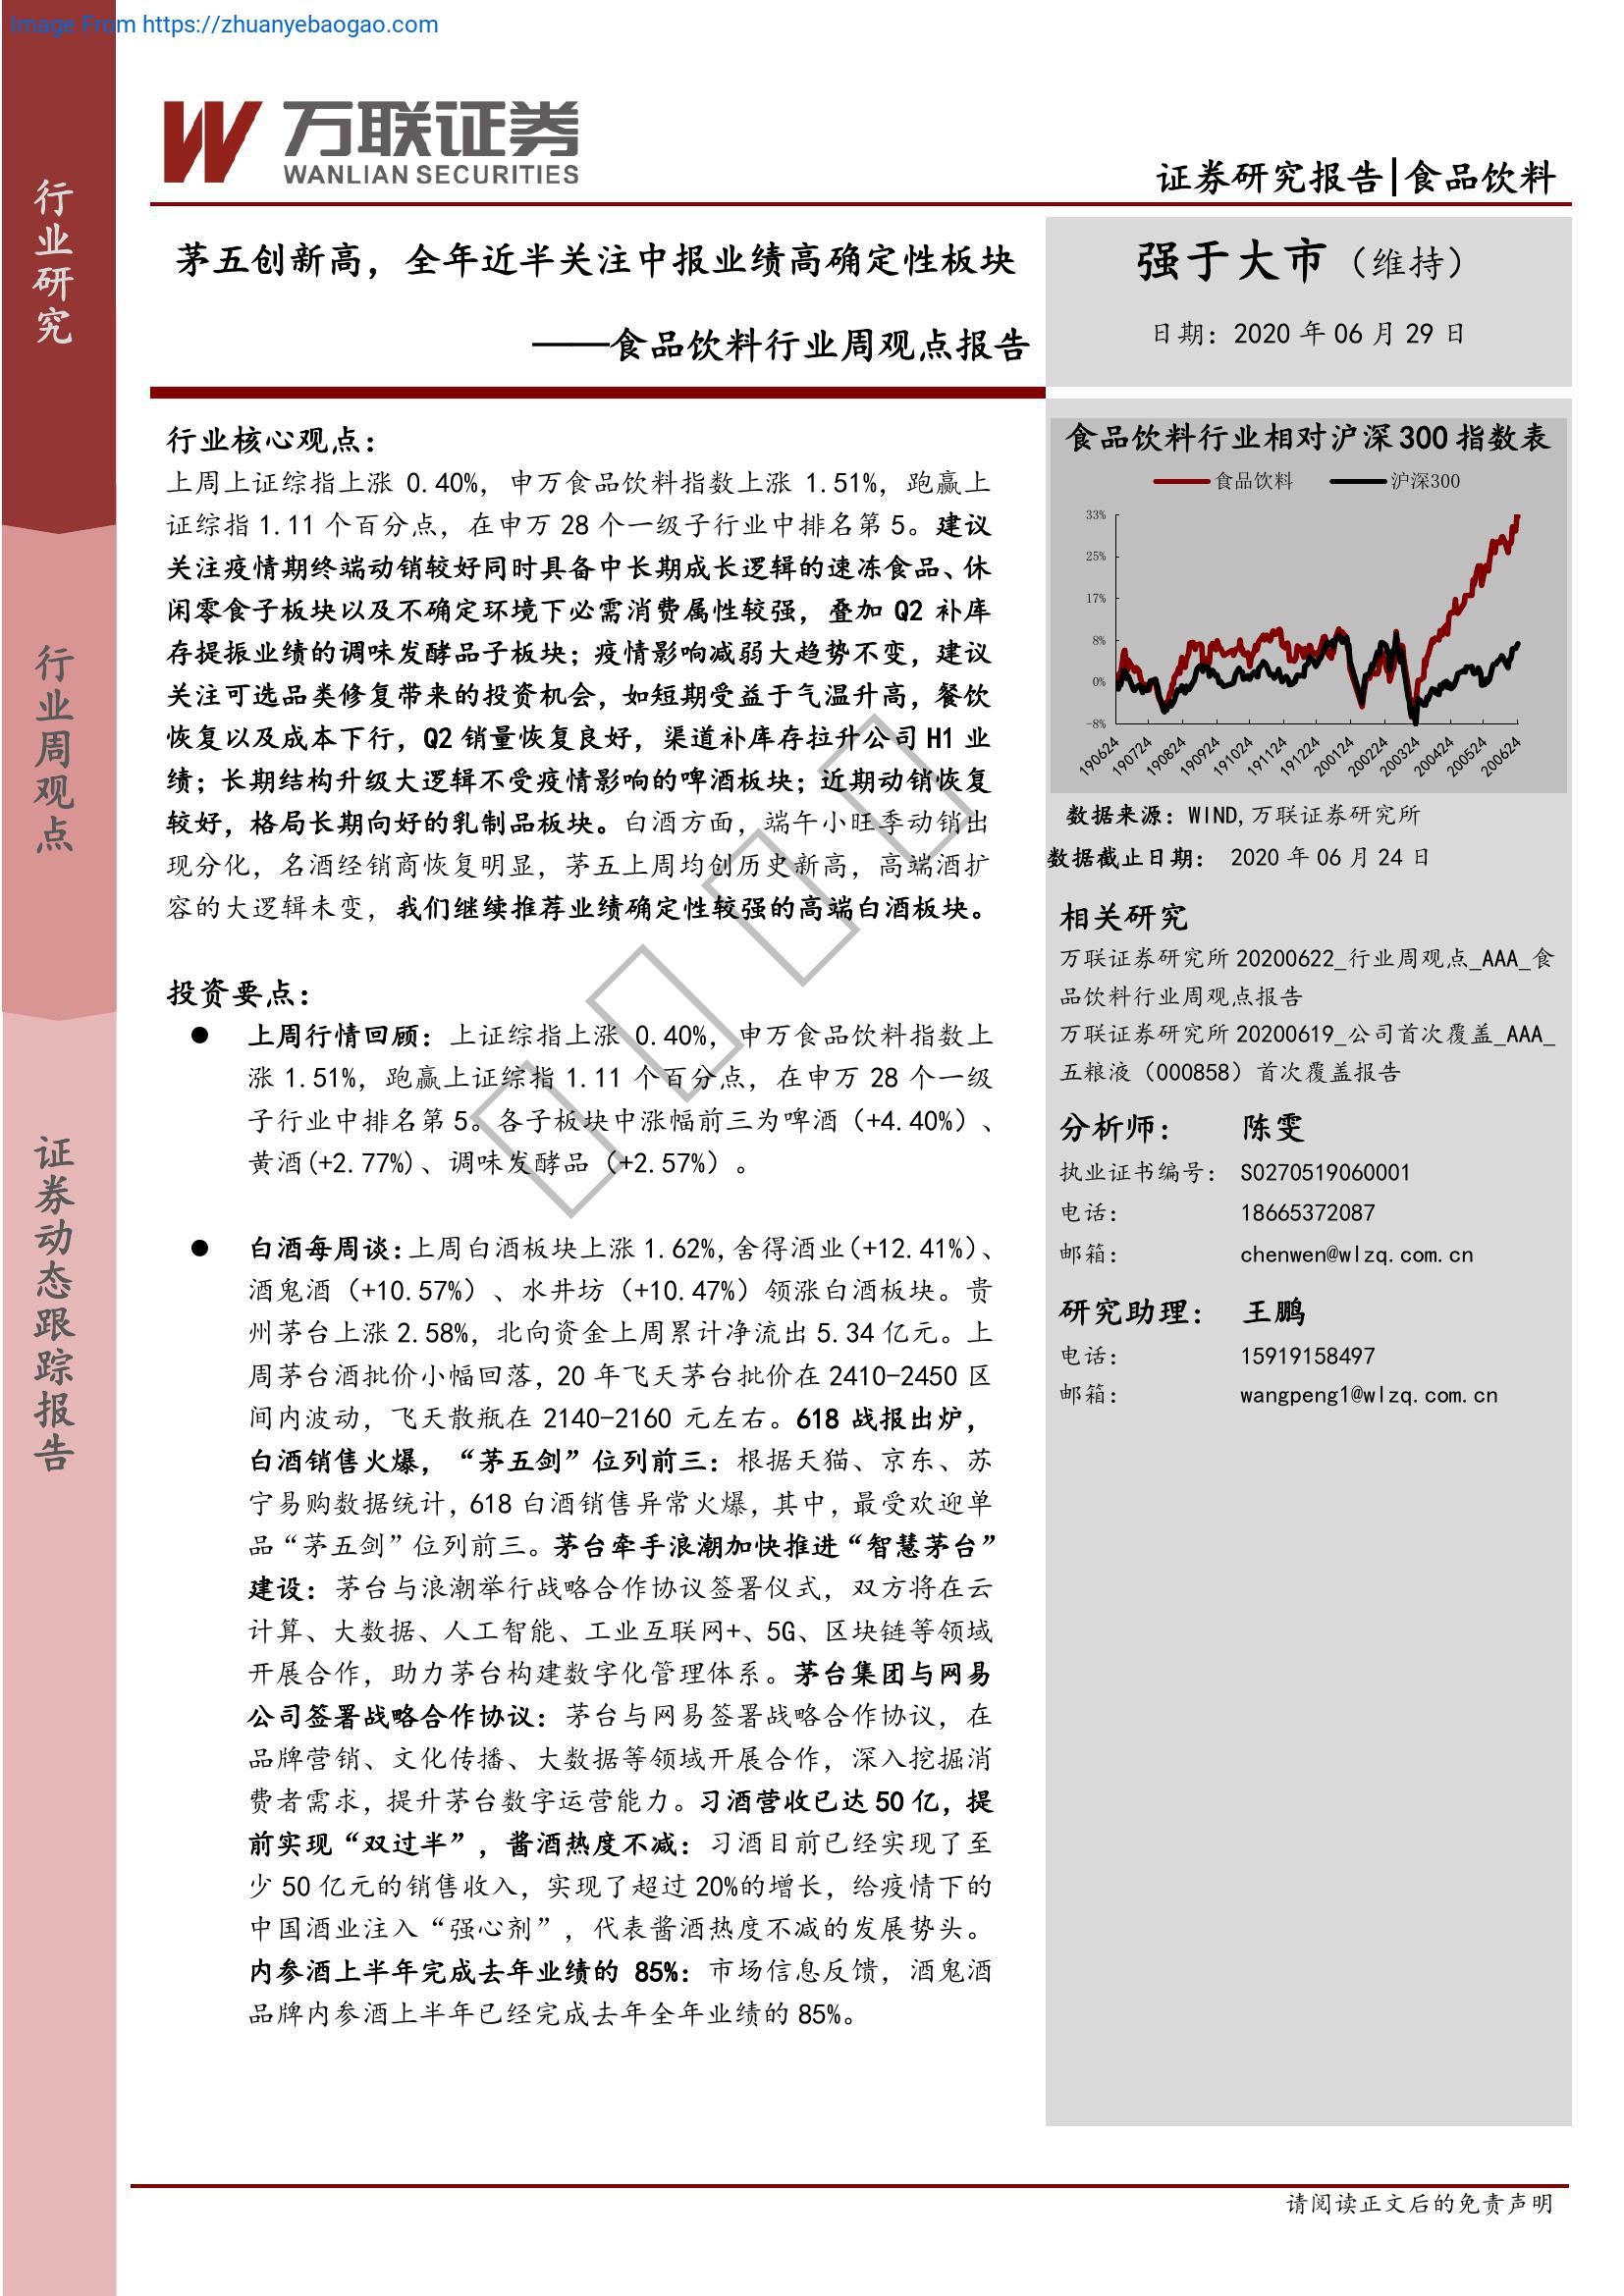 Image From https://zhuanyebaogao.com
万联证券
WANLIAN SECURITIES
证券研究报告|食品饮料
行业研究
行业周观点
证券动态跟踪报告
茅五创新高，全年近半关注中报业绩高确定性板块
——食品饮料行业周观点报告
强于大市（维持）
日期：2020 年 06 月 29 日
行业核心观点：
上周上证综指上涨 0.40%，申万食品饮料指数上涨 1.51%，跑赢上
证综指 1.11 个百分点，在申万 28 个一级子行业中排名第 5。建议
关注疫情期终端动销较好同时具备中长期成长逻辑的速冻食品、休
闲零食子板块以及不确定环境下必需消费属性较强，叠加 Q2 补库
存提振业绩的调味发酵品子板块；疫情影响减弱大趋势不变，建议
关注可选品类修复带来的投资机会，如短期受益于气温升高，餐饮
恢复以及成本下行，Q2 销量恢复良好，渠道补库存拉升公司 H1 业
绩；长期结构升级大逻辑不受疫情影响的啤酒板块；近期动销恢复
较好，格局长期向好的乳制品板块。白酒方面，端午小旺季动销出
现分化，名酒经销商恢复明显，茅五上周均创历史新高，高端酒扩
容的大逻辑未变，我们继续推荐业绩确定性较强的高端白酒板块。
投资要点：
● 上周行情回顾：上证综指上涨 0.40%，申万食品饮料指数上
涨 1.51%，跑赢上证综指 1.11 个百分点，在申万 28 个一级
子行业中排名第 5。各子板块中涨幅前三为啤酒（+4.40%）、
黄酒(+2.77%)、调味发酵品（+2.57%）。
● 白酒每周谈：上周白酒板块上涨 1.62%，舍得酒业（+12.41%）、
酒鬼酒（+10.57%）、水井坊（+10.47%）领涨白酒板块。贵
州茅台上涨 2.58%，北向资金上周累计净流出 5.34 亿元。上
周茅台酒批价小幅回落，20 年飞天茅台批价在 2410-2450 区
间内波动，飞天散瓶在 2140-2160 元左右。618 战报出炉，
白酒销售火爆，“茅五剑”位列前三：根据天猫、京东、苏
宁易购数据统计，618 白酒销售异常火爆，其中，最受欢迎单
品“茅五剑”位列前三。茅台牵手浪潮加快推进“智慧茅台”
建设：茅台与浪潮举行战略合作协议签署仪式，双方将在云
计算、大数据、人工智能、工业互联网+、5G、区块链等领域
开展合作，助力茅台构建数字化管理体系。茅台集团与网易
公司签署战略合作协议：茅台与网易签署战略合作协议，在
品牌营销、文化传播、大数据等领域开展合作，深入挖掘消
费者需求，提升茅台数字运营能力。习酒营收已达 50 亿，提
前实现“双过半”，酱酒热度不减：习酒目前已经实现了至
少 50 亿元的销售收入，实现了超过 20%的增长，给疫情下的
中国酒业注入“强心剂”，代表酱酒热度不减的发展势头。
内参酒上半年完成去年业绩的 85%：市场信息反馈，酒鬼酒
品牌内参酒上半年已经完成去年全年业绩的 85%。
食品饮料行业相对沪深 300 指数表
食品饮料 沪深300
33%
25%
17%
8%
0%
-8%
190624 190724 190824 190924 191024 191124 191224 200124 200224 200324 200424 200524 200624
数据来源：WIND,万联证券研究所
数据截止日期： 2020 年 06 月 24 日
相关研究
万联证券研究所 20200622_行业周观点_AAA_食
品饮料行业周观点报告
万联证券研究所 20200619_公司首次覆盖_AAA_
五粮液（000858）首次覆盖报告
分析师： 陈雯
执业证书编号： S0270519060001
电话： 18665372087
邮箱： chenwen@wlzq.com.cn
研究助理： 王鹏
电话： 15919158497
邮箱： wangpeng1@wlzq.com.cn
请阅读正文后的免责声明